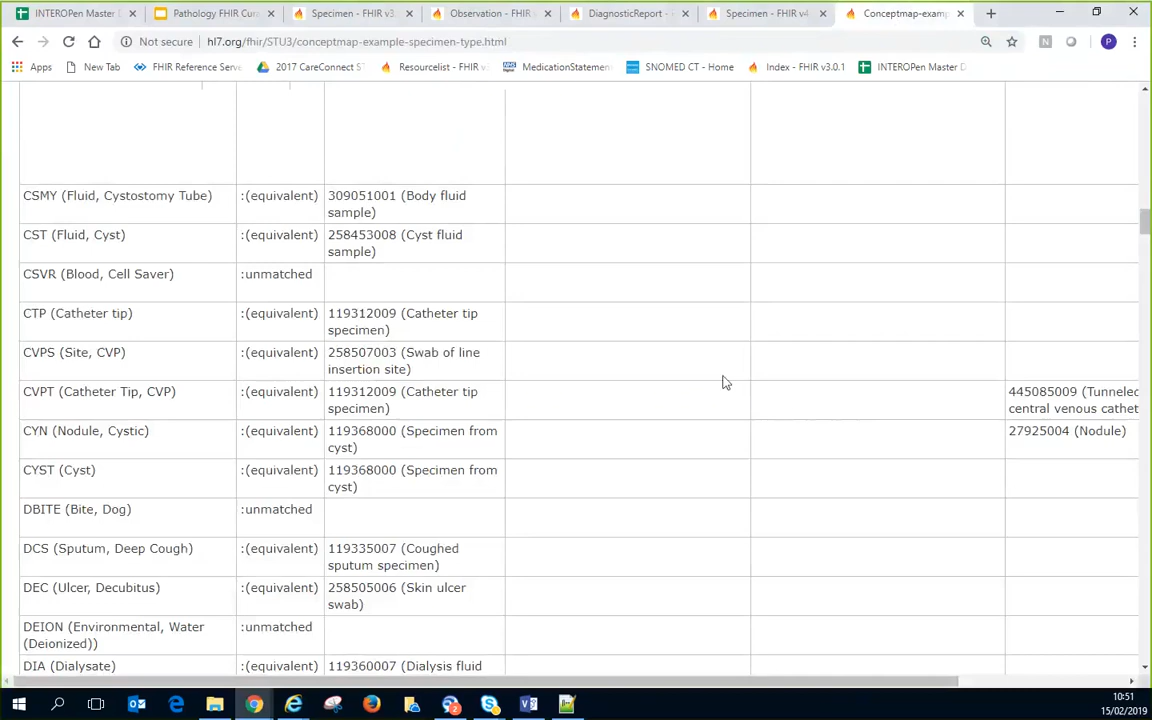 INTEROPen Master D
Pathology FHIR Cur
Specimen - FHIR v3.
Observation - FHIR v
DiagnosticReport -
Specimen - FHIR v4
Conceptmap-examp
Not secure hl7.org/fhir/STU3/conceptmap-example-specimen-type.html
N
P
Apps New Tab FHIR Reference Serve 2017 CareConnect ST Resourcelist - FHIR v MedicationStatemen SNOMED CT - Home Index - FHIR v3.0.1 INTEROPen Master D
CSMY (Fluid, Cystostomy Tube) :(equivalent) 309051001 (Body fluid
sample)
CST (Fluid, Cyst) :(equivalent) 258453008 (Cyst fluid
sample)
CSVR (Blood, Cell Saver) :unmatched
CTP (Catheter tip) :(equivalent) 119312009 (Catheter tip
specimen)
CVPS (Site, CVP) :(equivalent) 258507003 (Swab of line
insertion site)
CVPT (Catheter Tip, CVP) :(equivalent) 119312009 (Catheter tip 445085009 (Tunneled
specimen) central venous cathet
CYN (Nodule, Cystic) :(equivalent) 119368000 (Specimen from 27925004 (Nodule)
cyst)
CYST (Cyst) :(equivalent) 119368000 (Specimen from
cyst)
DBITE (Bite, Dog) :unmatched
DCS (Sputum, Deep Cough) :(equivalent) 119335007 (Coughed
sputum specimen)
DEC (Ulcer, Decubitus) :(equivalent) 258505006 (Skin ulcer
swab)
DEION (Environmental, Water :unmatched
(Deionized))
DIA (Dialysate) :(equivalent) 119360007 (Dialysis fluid
10:51
15/02/2019